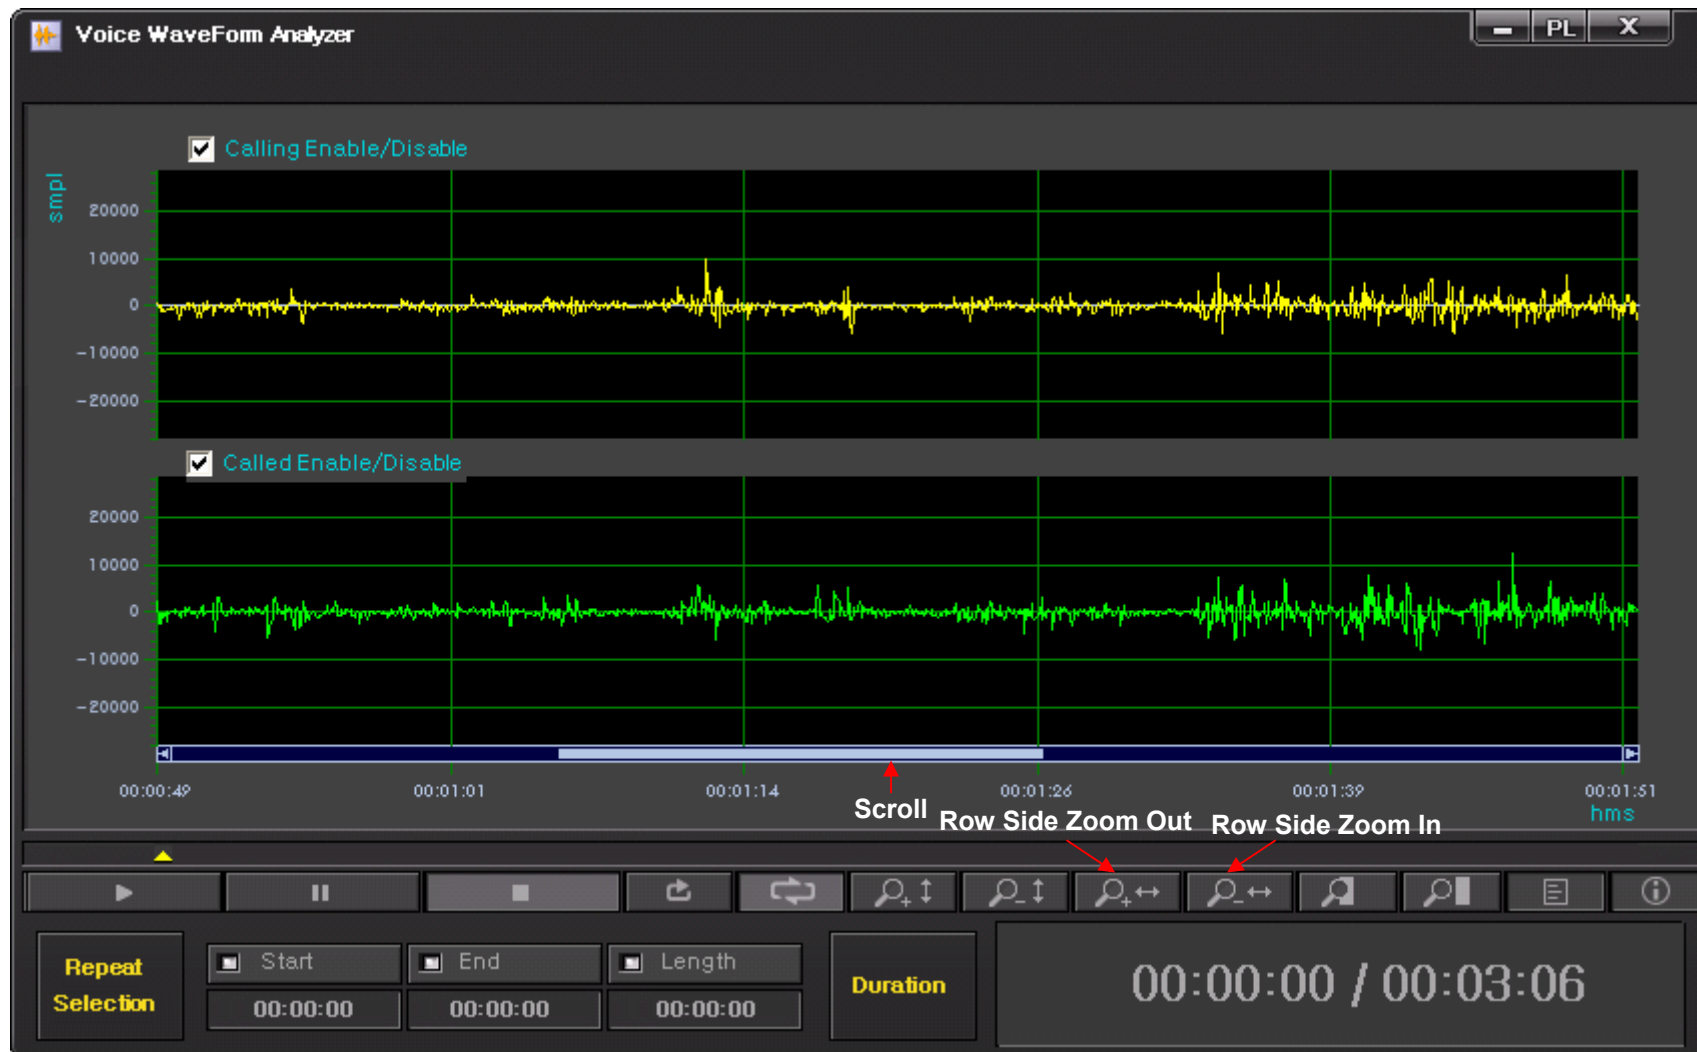 Voice WaveForm Analyzer
PL X
Calling Enable/Disable
smpl
20000
10000
0
-10000
-20000
Called Enable/Disable
20000
10000
0
-10000
-20000
00:00:49 00:01:01 00:01:14 00:01:26 00:01:39 00:01:51
hms
Scroll Row Side Zoom Out Row Side Zoom In
Repeat
Selection
Start End Length
00:00:00 00:00:00 00:00:00
Duration
00:00:00 / 00:03:06